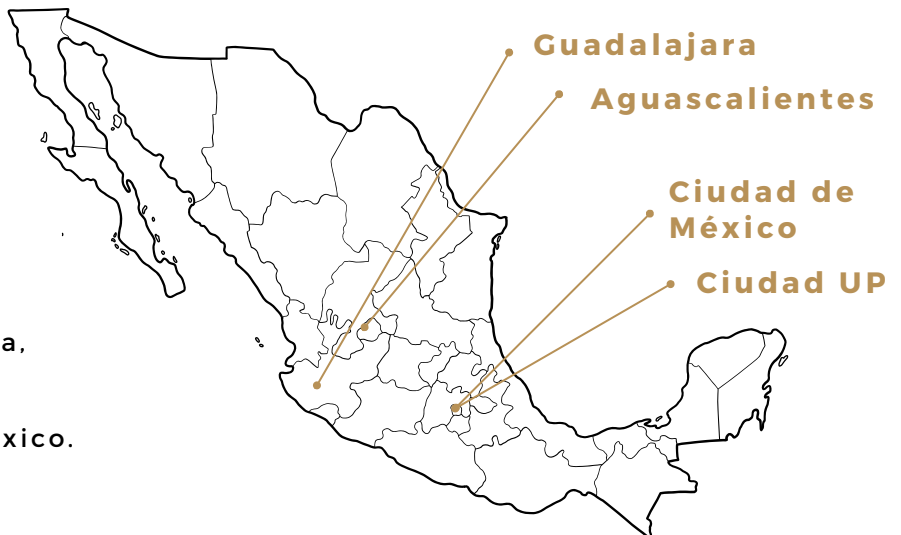 Guadalajara
Aguascalientes
Ciudad de
México
Ciudad UP
a,
xico.